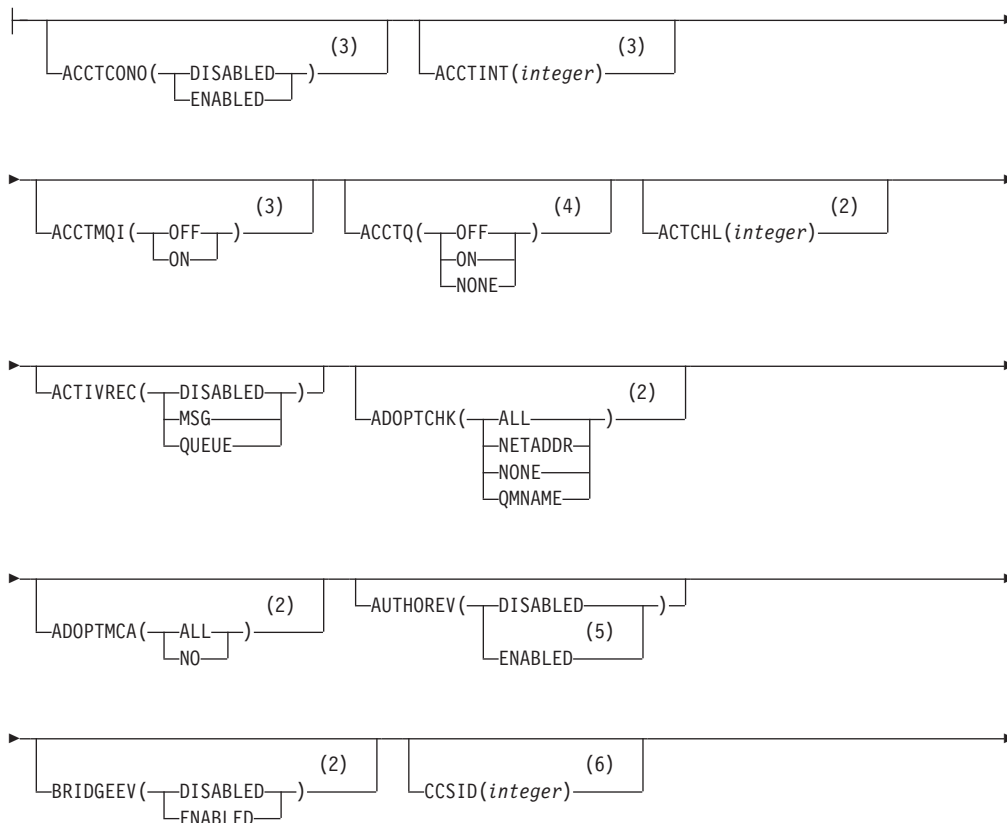 (3) (3)
ACCTCONO( DISABLED ) ACCTINT(integer)
ENABLED
(3) (4) (2)
ACCTMQI( OFF ) ACCTQ( OFF ) ACTCHL(integer)
ON ON
NONE
(2)
ACTIVREC( DISABLED ) ADOPTCHK( ALL )
MSG NETADDR
QUEUE NONE
QMNAME
(2)
ADOPTMCA( ALL ) AUTHOREV( DISABLED )
NO (5)
ENABLED
(2) (6)
BRIDGEEV( DISABLED ) CCSID(integer)
ENABLED